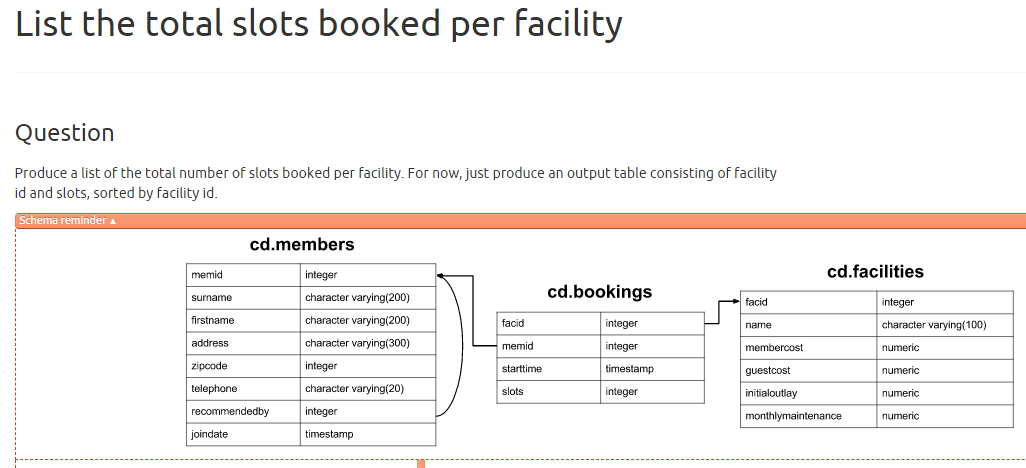 List the total slots booked per facility
Question
Produce a list of the total number of slots booked per facility. For now, just produce an output table consisting of facility
id and slots, sorted by facility id.
Schema reminder ▲
cd.members
memid integer
surname character varying(200)
firstname character varying(200)
address character varying(300)
zipcode integer
telephone character varying(20)
recommendedby integer
joindate timestamp
cd.bookings
facid integer
memid integer
starttime timestamp
slots integer
cd.facilities
facid integer
name character varying(100)
membercost numeric
guestcost numeric
initialoutlay numeric
monthlymaintenance numeric